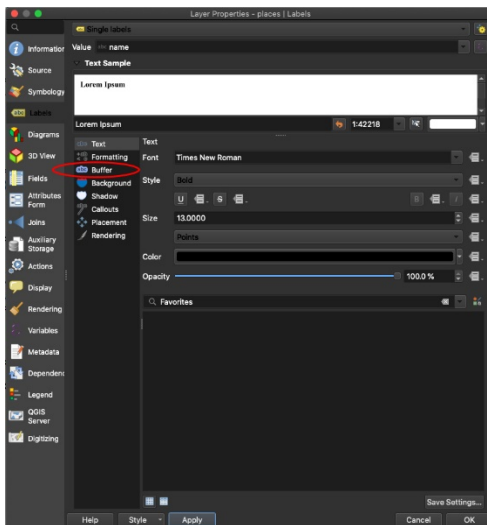 Layer Properties - places | Labels
Single labels
Information
Value abc name
Source
Text Sample
Symbology
Lorem Ipsum
Labels
Lorem Ipsum
1:42218
Diagrams
Text
Text
3D View
Formatting
Font
Times New Roman
Fields
Buffer
Background
Style
Bold
Attributes
Form
Shadow
U
S
B
I
Joins
Callouts
Placement
Size
13.0000
Auxiliary
Storage
Rendering
Points
Actions
Color
Display
Opacity
100.0 %
Rendering
Favorites
Variables
Metadata
Dependenc
Legend
QGIS
Server
Digitizing
Save Settings...
Help
Style
Apply
Cancel
OK